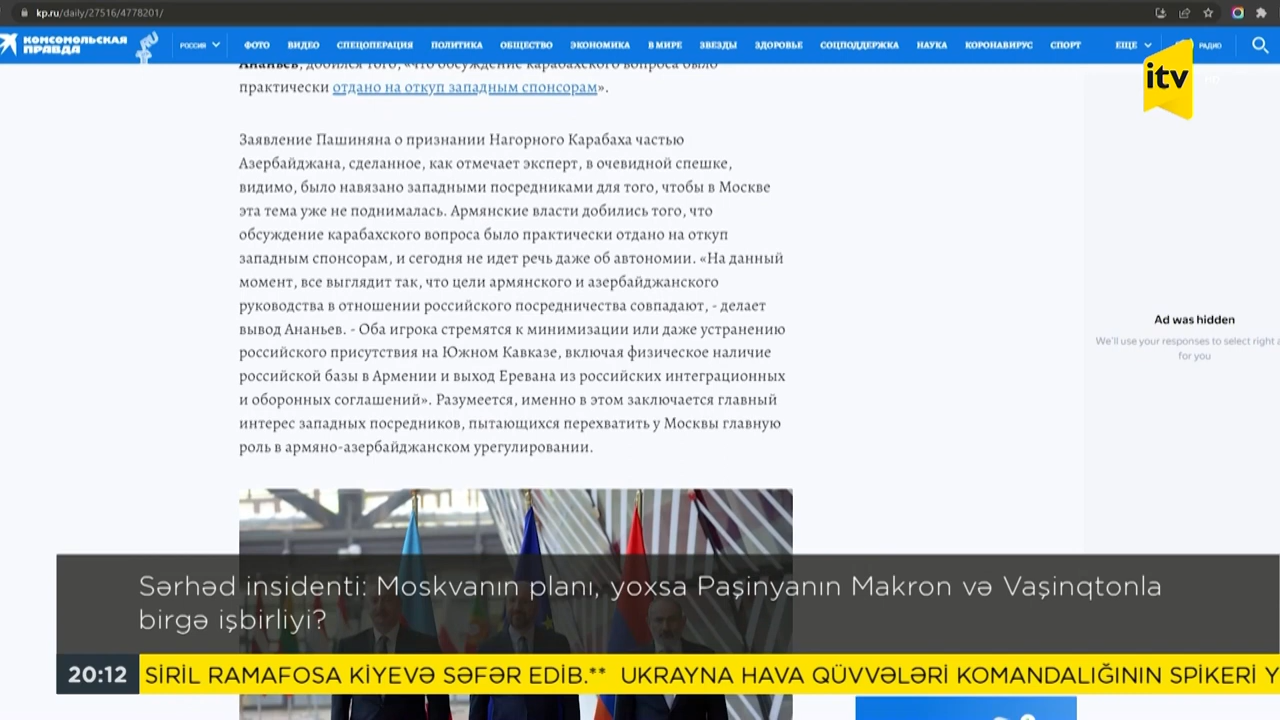 kp.ru/daily/27516/4778201/
КОМСОМОЛЬСКАЯ
ПРАВДА
РОССИЯ
ФОТО ВИДЕО СПЕЦОПЕРАЦИЯ ПОЛИТИКА ОБЩЕСТВО ЭКОНОМИКА В МИРЕ ЗВЕЗДЫ ЗДОРОВЬЕ СОЦПОДДЕРЖКА НАУКА КОРОНАВИРУС СПОРТ ЕЩЕ РАДИО
itv
Ананьев, добился того, «что обсуждение карабахского вопроса было
практически отдано на откуп западным спонсорам».
Заявление Пашиняна о признании Нагорного Карабаха частью
Азербайджана, сделанное, как отмечает эксперт, в очевидной спешке,
видимо, было навязано западными посредниками для того, чтобы в Москве
эта тема уже не поднималась. Армянские власти добились того, что
обсуждение карабахского вопроса было практически отдано на откуп
западным спонсорам, и сегодня не идет речь даже об автономии. «На данный
момент, все выглядит так, что цели армянского и азербайджанского
руководства в отношении российского посредничества совпадают, - делает
вывод Ананьев. - Оба игрока стремятся к минимизации или даже устранению
российского присутствия на Южном Кавказе, включая физическое наличие
российской базы в Армении и выход Еревана из российских интеграционных
и оборонных соглашений». Разумеется, именно в этом заключается главный
интерес западных посредников, пытающихся перехватить у Москвы главную
роль в армяно-азербайджанском урегулировании.
Ad was hidden
We'll use your responses to select right a
for you
Sərhəd insidenti: Moskvanın planı, yoxsa Paşinyanın Makron və Vaşinqtonla
birgə işbirliyi?
20:12 SİRİL RAMAFOSA KİYEVƏ SƏFƏR EDİB.** UKRAYNA HAVA QÜVVƏLƏRİ KOMANDALIĞININ SPİKERİ Y